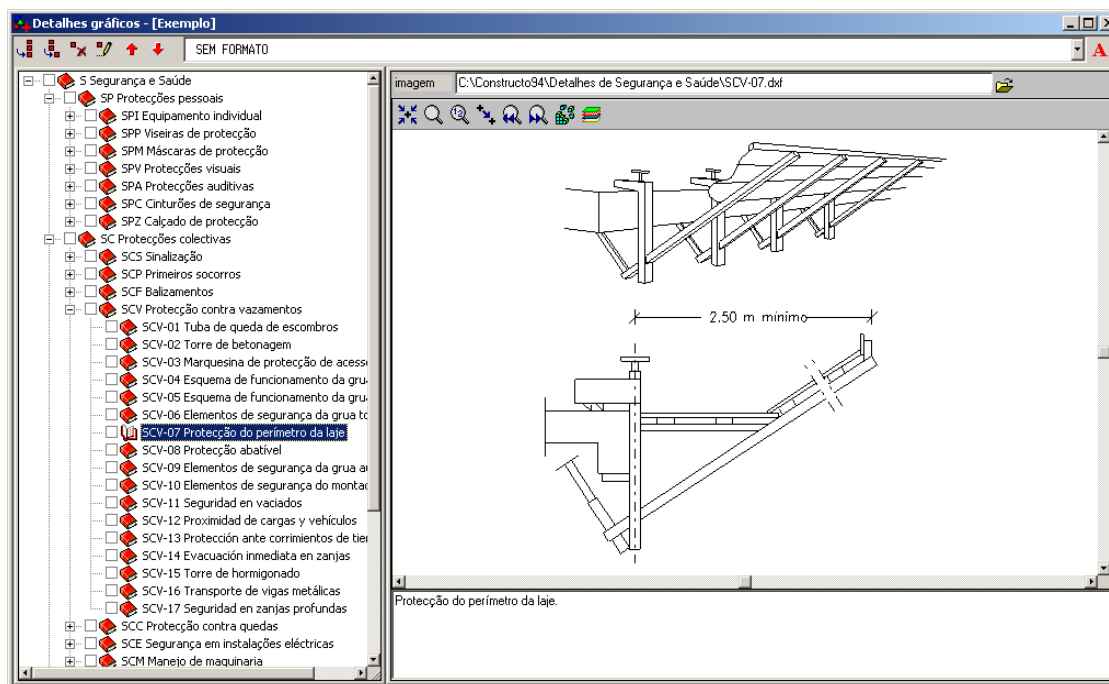 Detalhes gráficos - [Exemplo]
SEM FORMATO
A
S Segurança e Saúde
SP Protecções pessoais
SPI Equipamento individual
SPP Viseiras de protecção
SPM Máscaras de protecção
SPV Protecções visuais
SPA Protecções auditivas
SPC Cinturões de segurança
SPZ Calçado de protecção
SC Protecções colectivas
SCS Sinalização
SCP Primeiros socorros
SCF Balizamentos
SCV Protecção contra vazamentos
SCV-01 Tuba de queda de escombros
SCV-02 Torre de betonagem
SCV-03 Marquesina de protecção de acess
SCV-04 Esquema de funcionamento da grua
SCV-05 Esquema de funcionamento da grua
SCV-06 Elementos de segurança da grua to
SCV-07 Protecção do perímetro da laje
SCV-08 Protecção abatível
SCV-09 Elementos de segurança da grua a
SCV-10 Elementos de segurança do montac
SCV-11 Seguridad en vaciados
SCV-12 Proximidad de cargas y vehículos
SCV-13 Protección ante corrimientos de tier
SCV-14 Evacuación inmediata en zanjas
SCV-15 Torre de hormigonado
SCV-16 Transporte de vigas metálicas
SCV-17 Seguridad en zanjas profundas
SCC Protecção contra quedas
SCE Segurança em instalações eléctricas
SCM Manejo de maquinaria
imagem C:\Constructo94\Detalhes de Segurança e Saúde\SCV-07.dxf
2.50 m mínimo
Protecção do perímetro da laje.